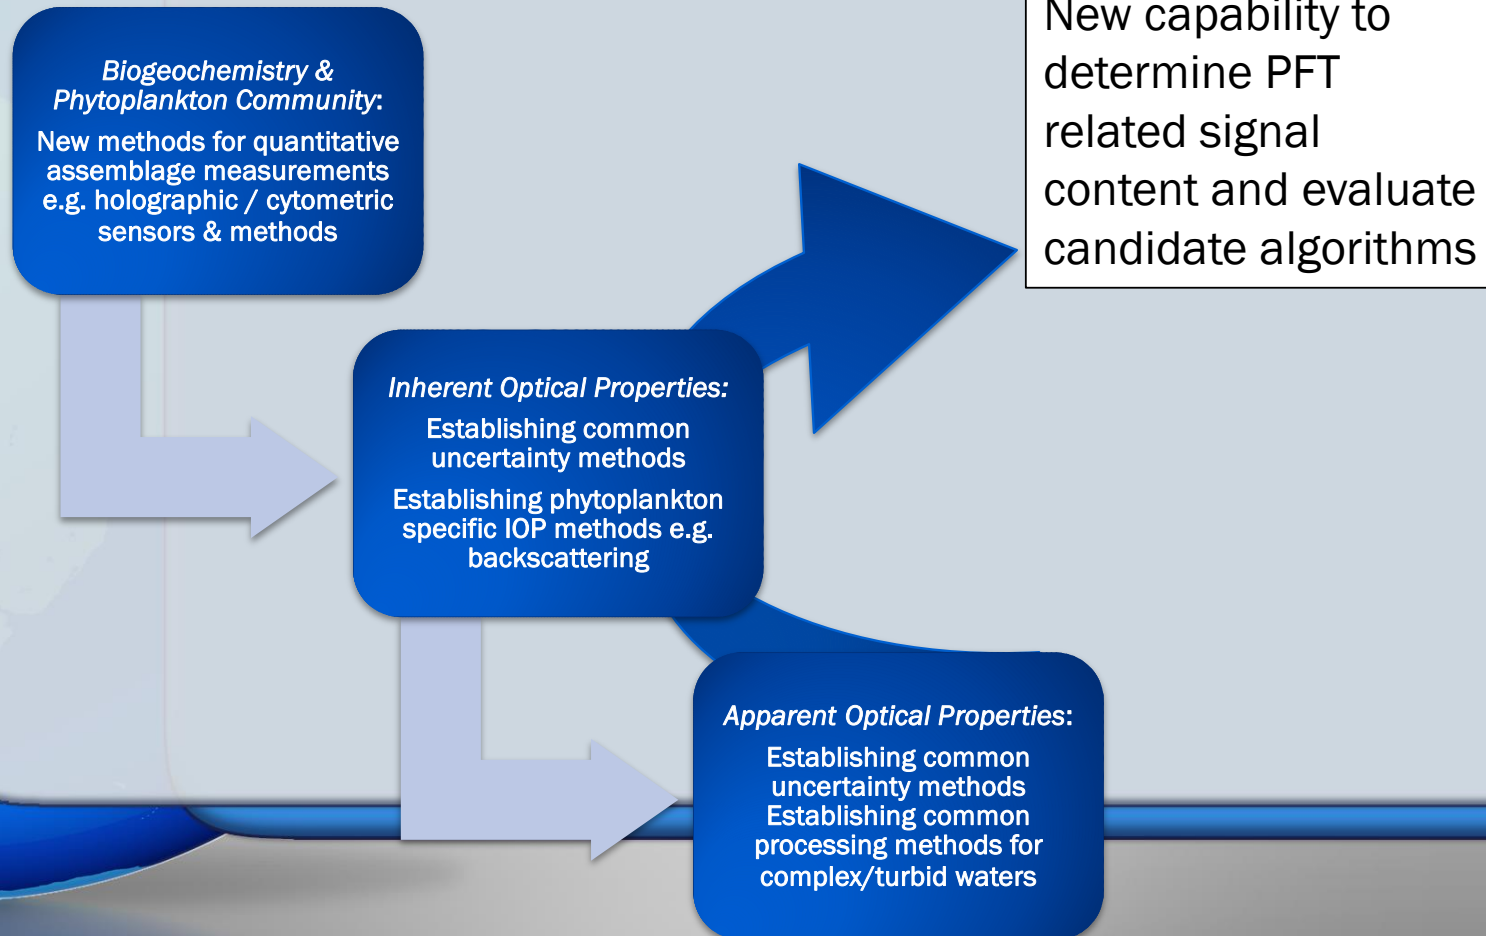 Biogeochemistry &
Phytoplankton Community:
New methods for quantitative
assemblage measurements
e.g. holographic / cytometric
sensors & methods
New capability to
determine PFT
related signal
content and evaluate
candidate algorithms
Inherent Optical Properties:
Establishing common
uncertainty methods
Establishing phytoplankton
specific IOP methods e.g.
backscattering
Apparent Optical Properties:
Establishing common
uncertainty methods
Establishing common
processing methods for
complex/turbid waters